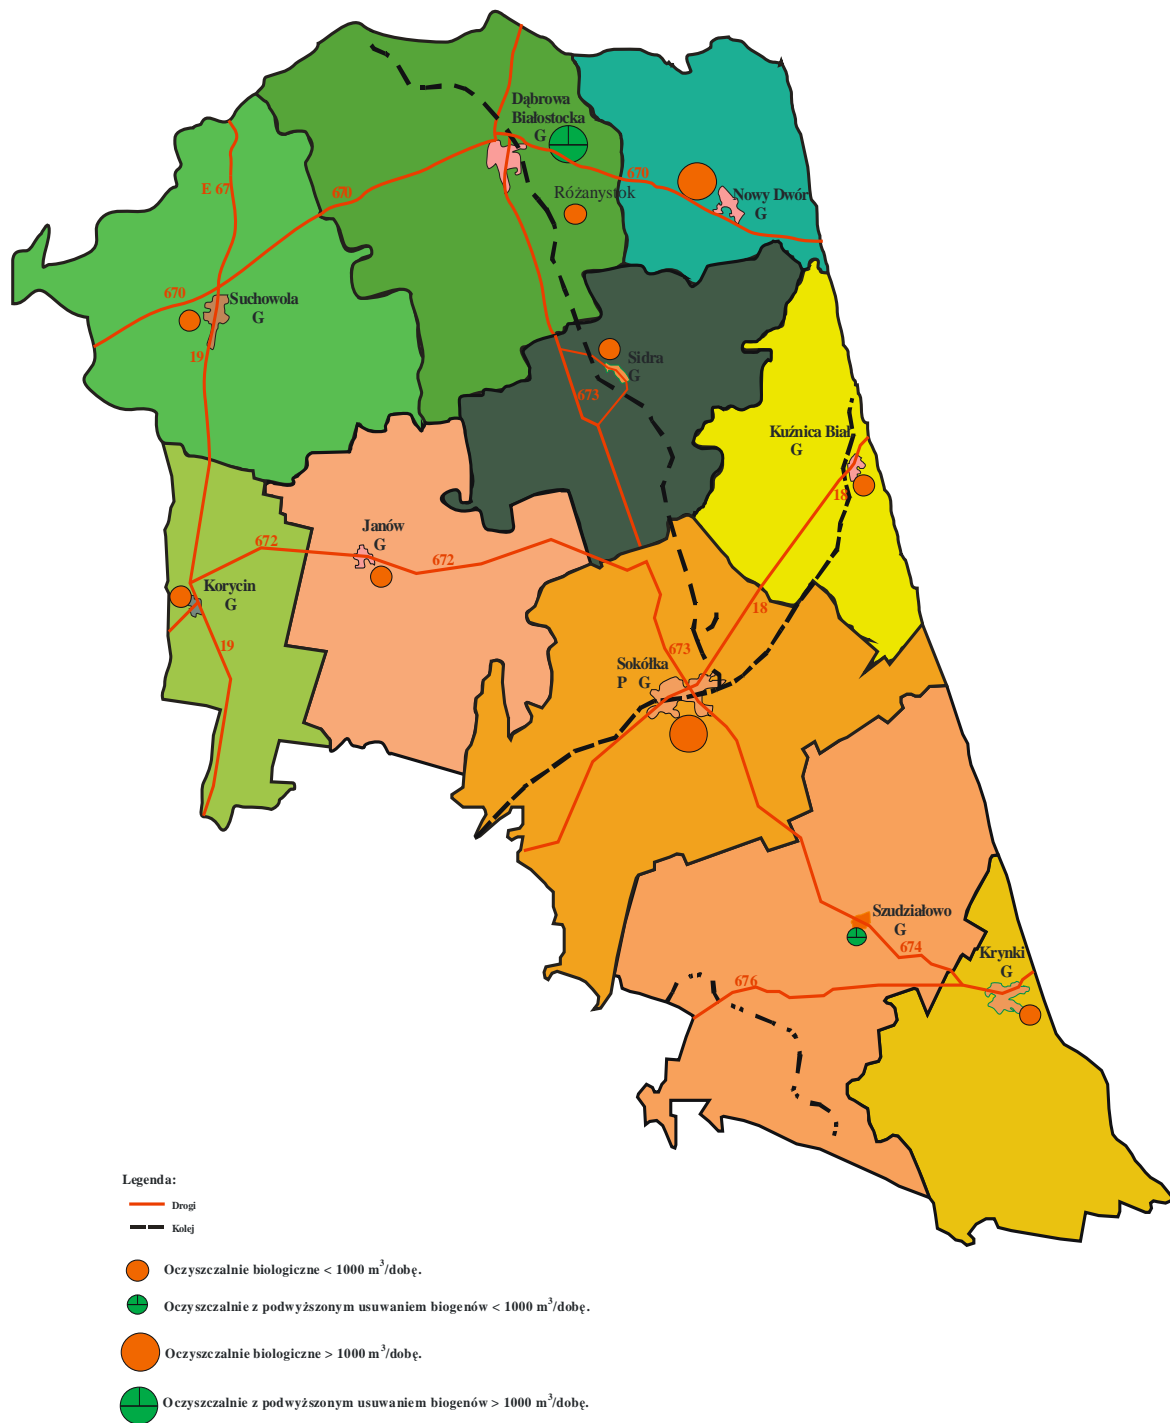 Dąbrowa
Białostocka
G
E 67
670
670
Różanystok
Nowy Dwór
G
670
Suchowola
G
19
Sidra
G
673
Kuźnica Biał.
G
18
Janów
G
672
672
Korycin
G
18
19
673
Sokółka
P G
Szudziałowo
G
674
Krynki
G
676
Legenda:
Drogi
Kolej
Oczyszczalnie biologiczne < 1000 m³/dobę.
Oczyszczalnie z podwyższonym usuwaniem biogenów < 1000 m³/dobę.
Oczyszczalnie biologiczne > 1000 m³/dobę.
Oczyszczalnie z podwyższonym usuwaniem biogenów > 1000 m³/dobę.